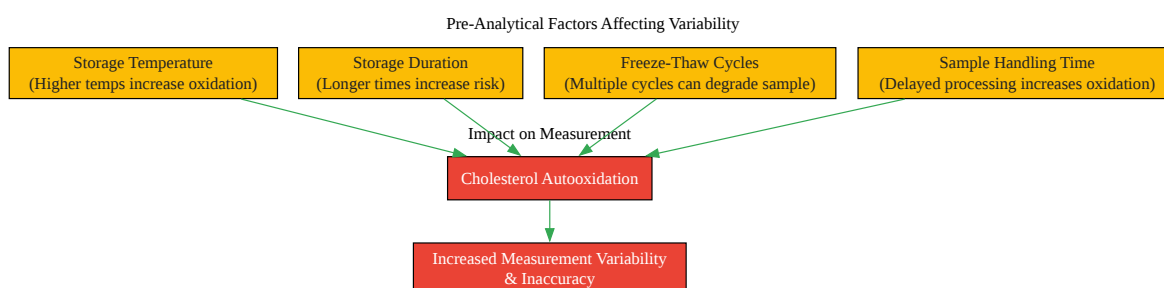 Pre-Analytical Factors Affecting Variability
Storage Temperature
(Higher temps increase oxidation)
Storage Duration
(Longer times increase risk)
Freeze-Thaw Cycles
(Multiple cycles can degrade sample)
Sample Handling Time
(Delayed processing increases oxidation)
Impact on Measurement
Cholesterol Autooxidation
Increased Measurement Variability
& Inaccuracy